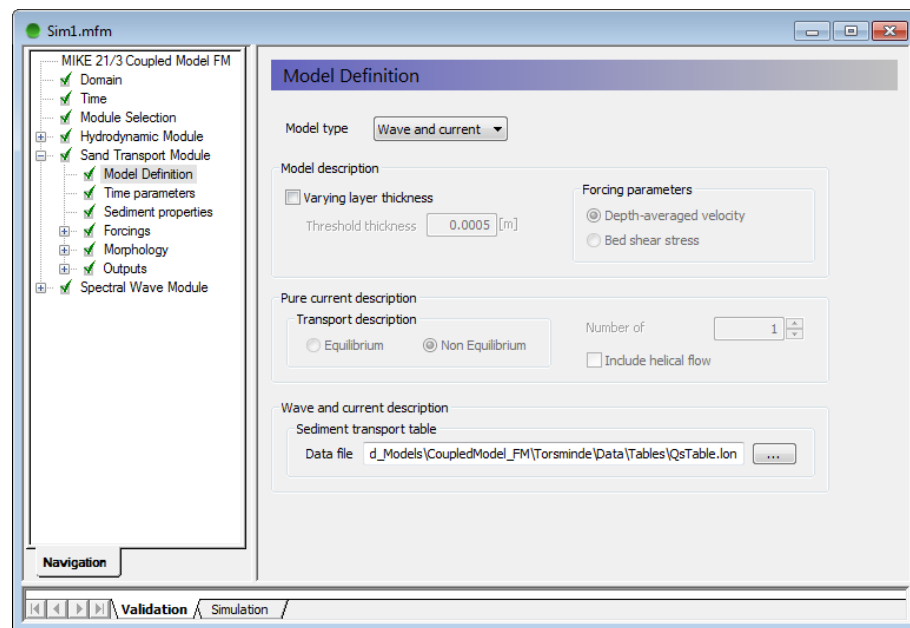 Sim1.mfm
MIKE 21/3 Coupled Model FM
Domain
Time
Module Selection
Hydrodynamic Module
Sand Transport Module
Model Definition
Time parameters
Sediment properties
Forcings
Morphology
Outputs
Spectral Wave Module
Navigation
Model Definition
Model type Wave and current
Model description
Varying layer thickness
Threshold thickness 0.0005 [m]
Forcing parameters
Depth-averaged velocity
Bed shear stress
Pure current description
Transport description
Equilibrium Non Equilibrium
Number of 1
Include helical flow
Wave and current description
Sediment transport table
Data file d_Models\CoupledModel_FM\Torsminde\Data\Tables\QsTable.lon ...
Validation Simulation